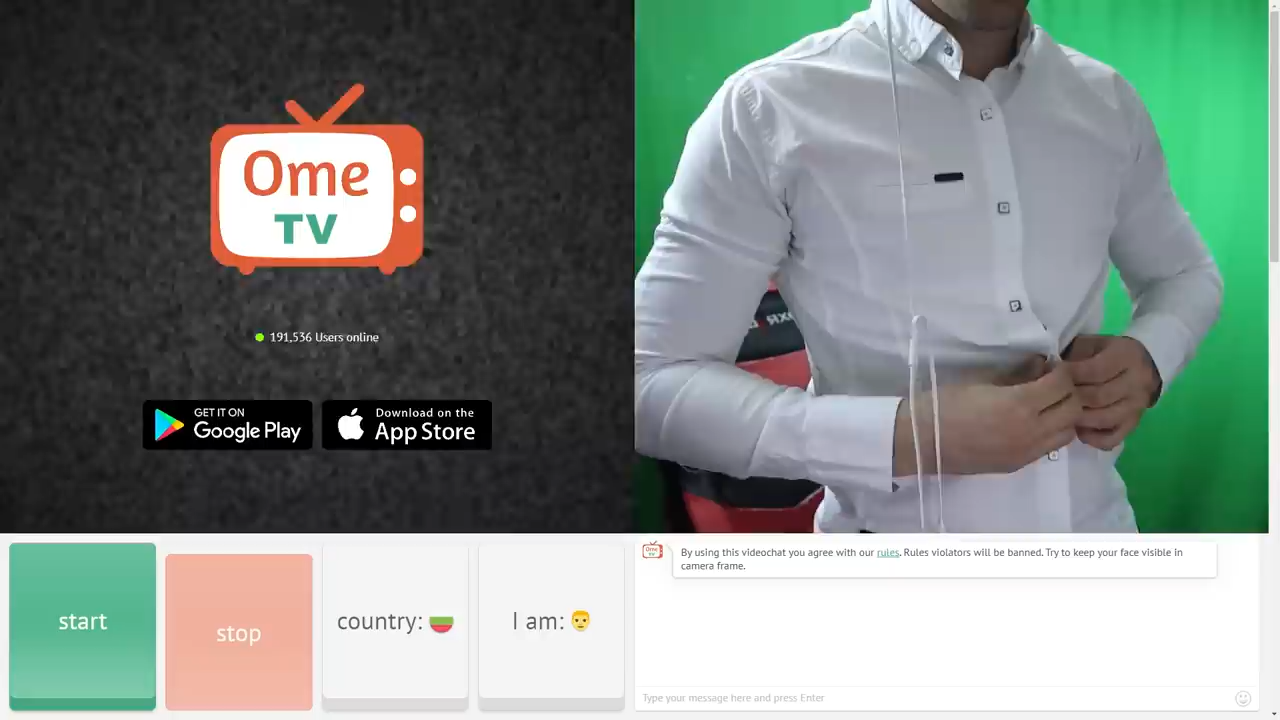 Ome
TV
191,536 Users online
GET IT ON
Google Play
Download on the
App Store
start
stop
country:
I am:
Ome
TV
By using this videochat you agree with our rules. Rules violators will be banned. Try to keep your face visible in
camera frame.
Type your message here and press Enter